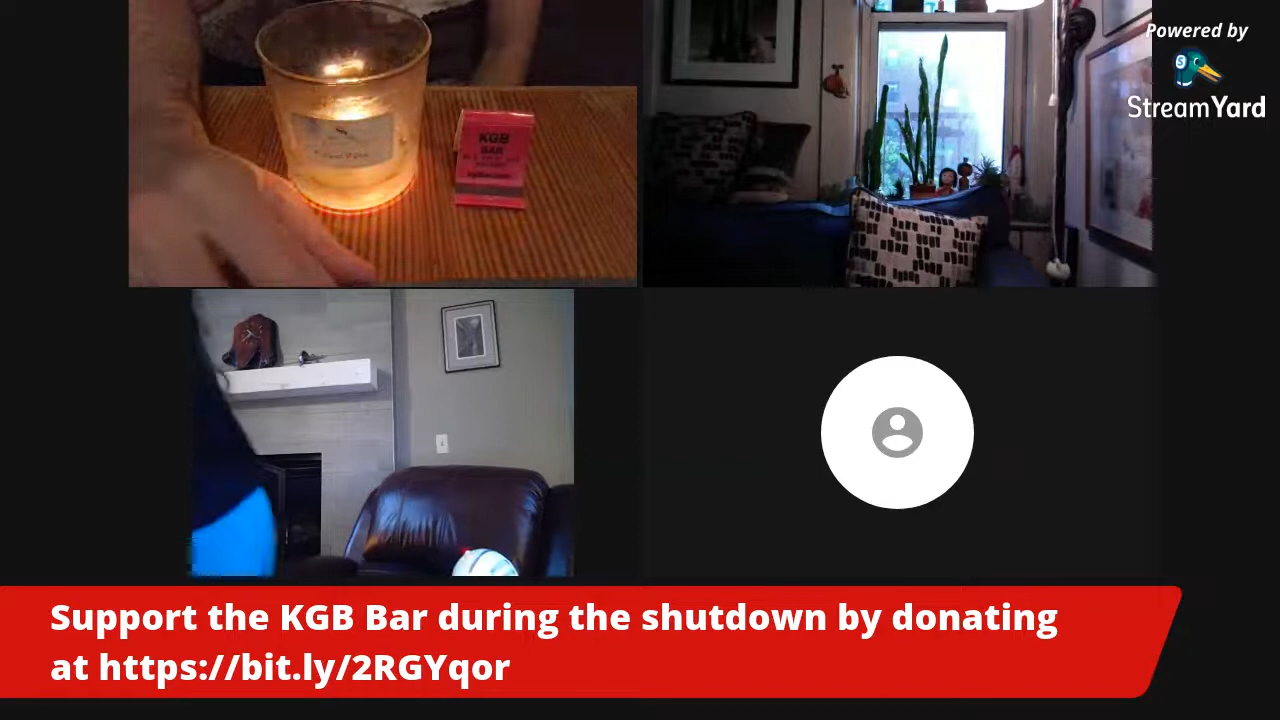 Powered by
StreamYard
KGB
BAR
Support the KGB Bar during the shutdown by donating
at https://bit.ly/2RGYqor